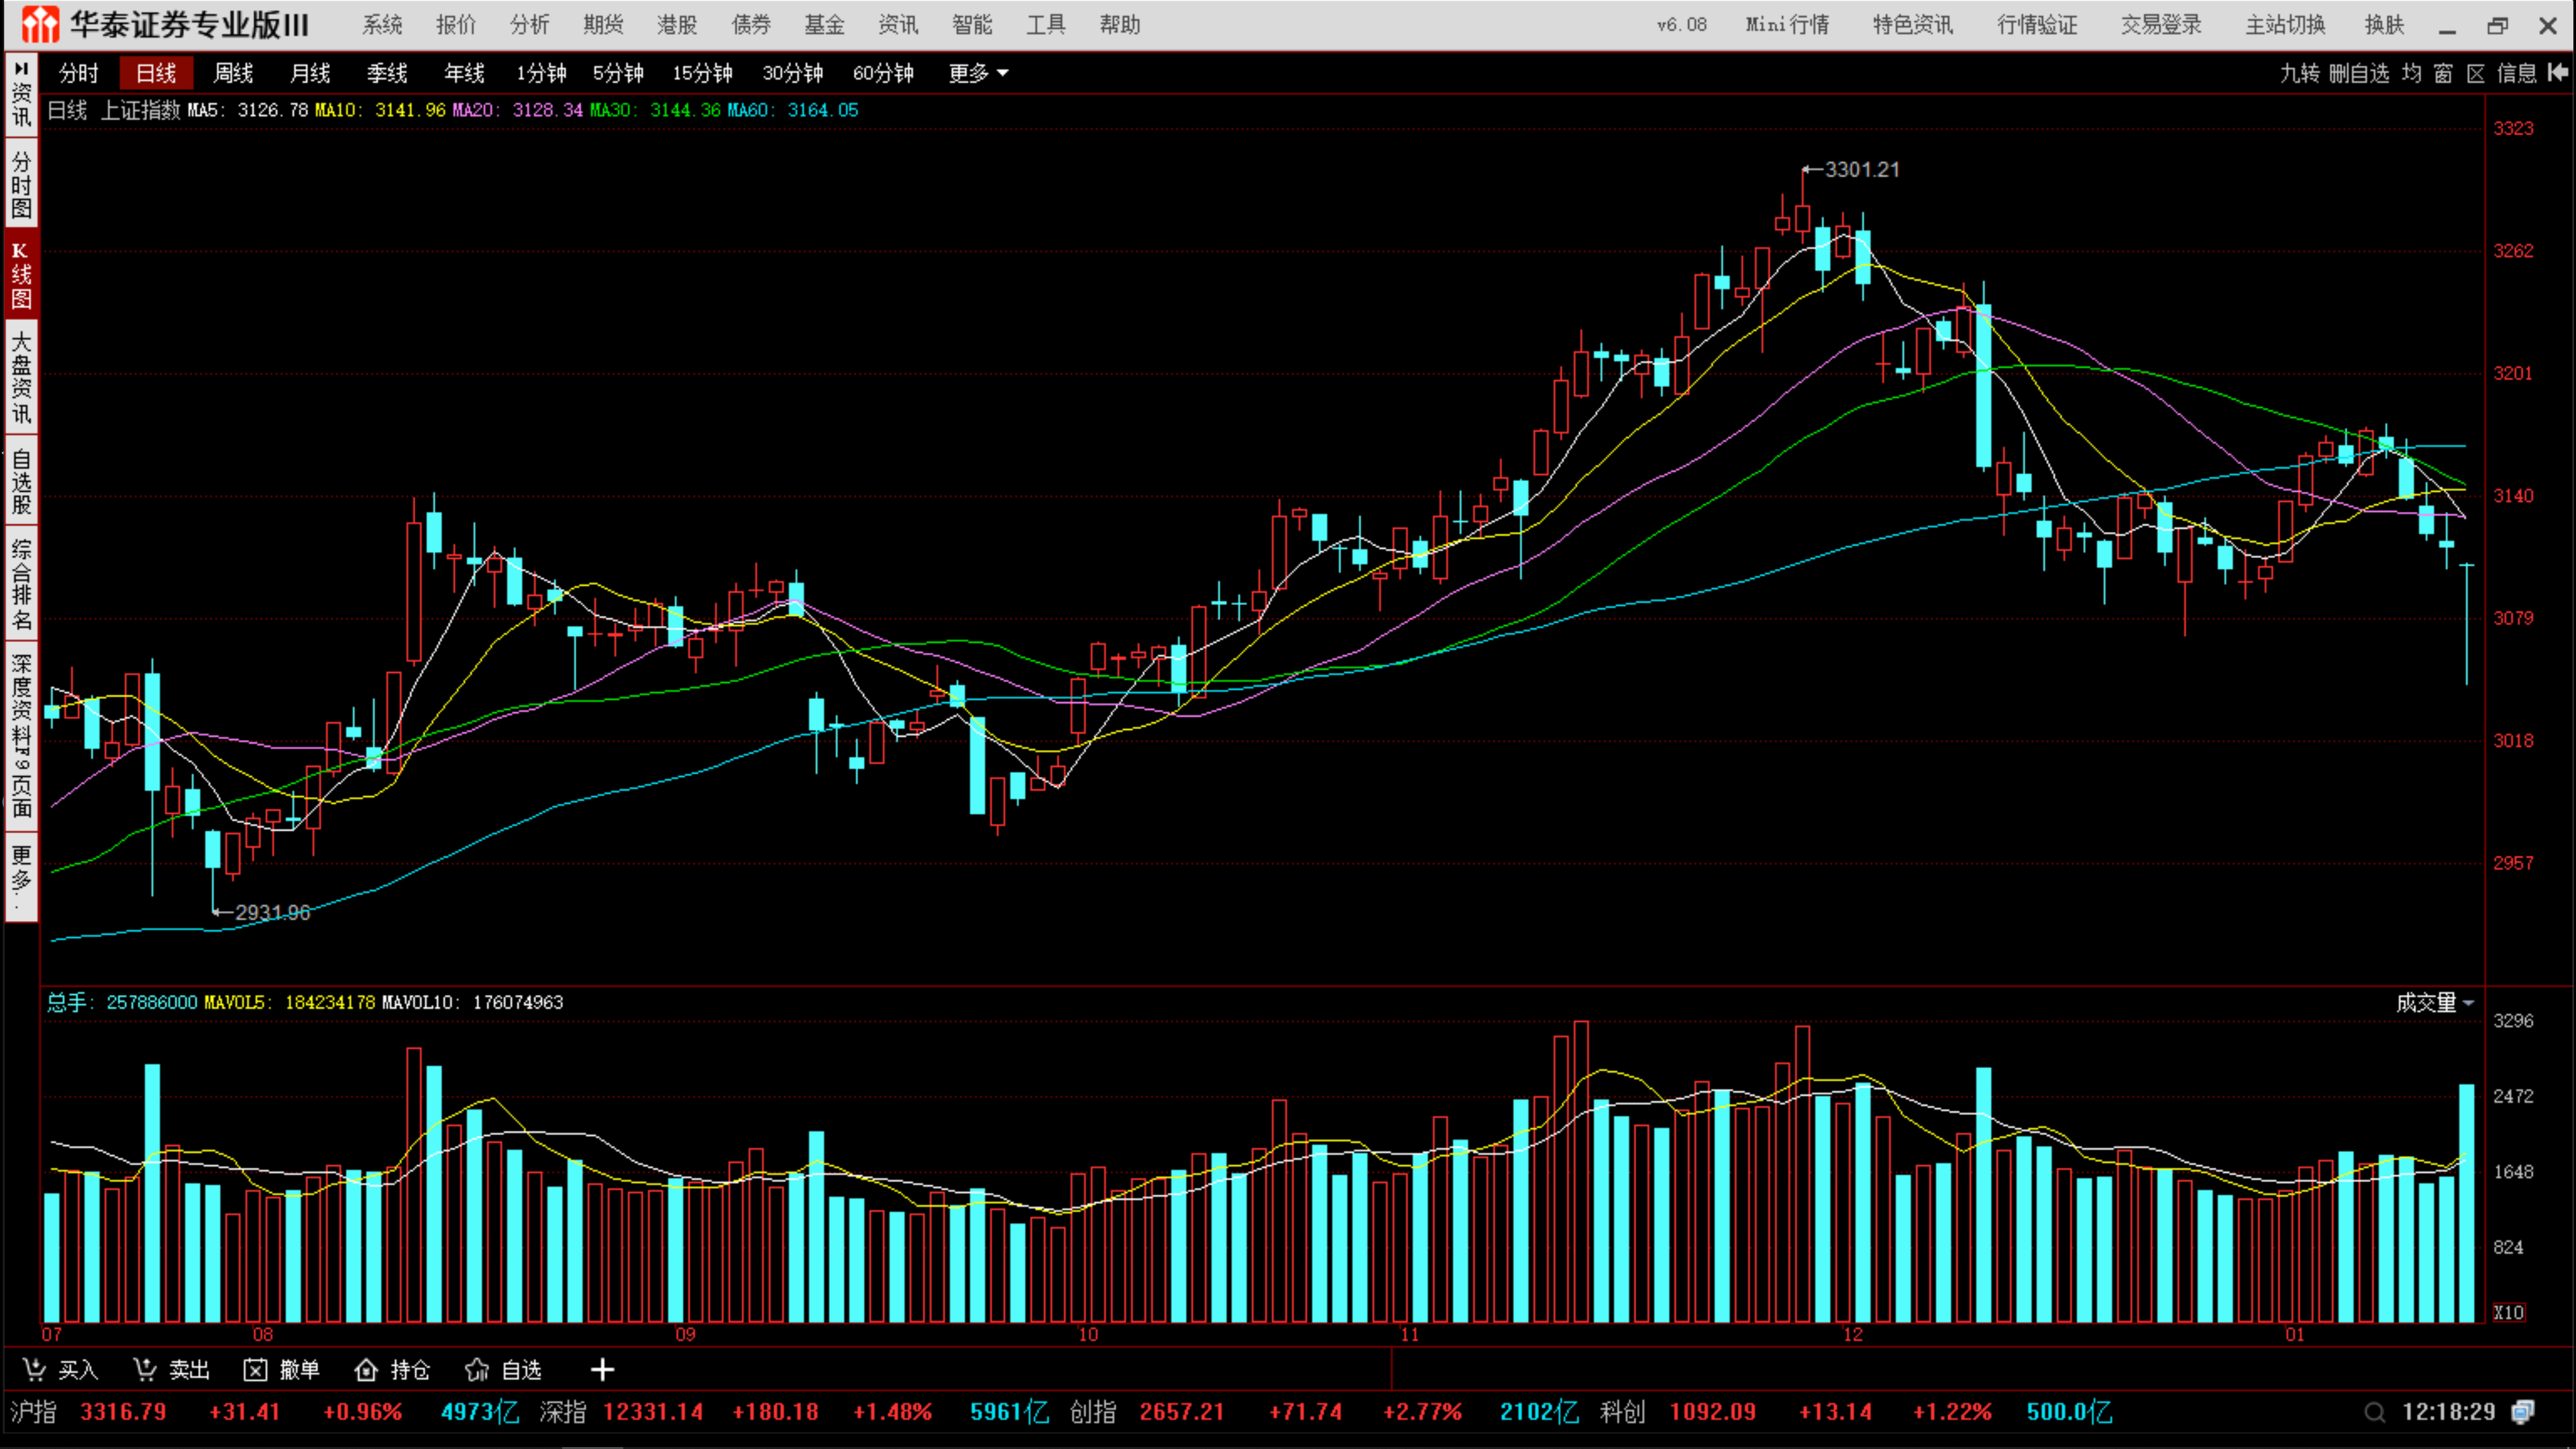 华泰证券专业版III 系统 报价 分析 期货 港股 债券 基金 资讯 智能 工具 帮助 v6.08 Mini行情 特色资讯 行情验证 交易登录 主站切换 换肤
分时 日线 周线 月线 季线 年线 1分钟 5分钟 15分钟 30分钟 60分钟 更多 九转 删自选 均 窗 区 信息
日线 上证指数 MA5: 3126.78 MA10: 3141.96 MA20: 3128.34 MA30: 3144.36 MA60: 3164.05
资讯
分时图
K线图
大盘资讯
自选股
综合排名
深度资料F9页面
更多..
3323
3301.21
3262
3201
3140
3079
3018
2957
2931.96
总手: 257886000 MAVOL5: 184234178 MAVOL10: 176074963 成交量
3296
2472
1648
824
X10
07 08 09 10 11 12 01
买入 卖出 撤单 持仓 自选
沪指 3316.79 +31.41 +0.96% 4973亿 深指 12331.14 +180.18 +1.48% 5961亿 创指 2657.21 +71.74 +2.77% 2102亿 科创 1092.09 +13.14 +1.22% 500.0亿 12:18:29